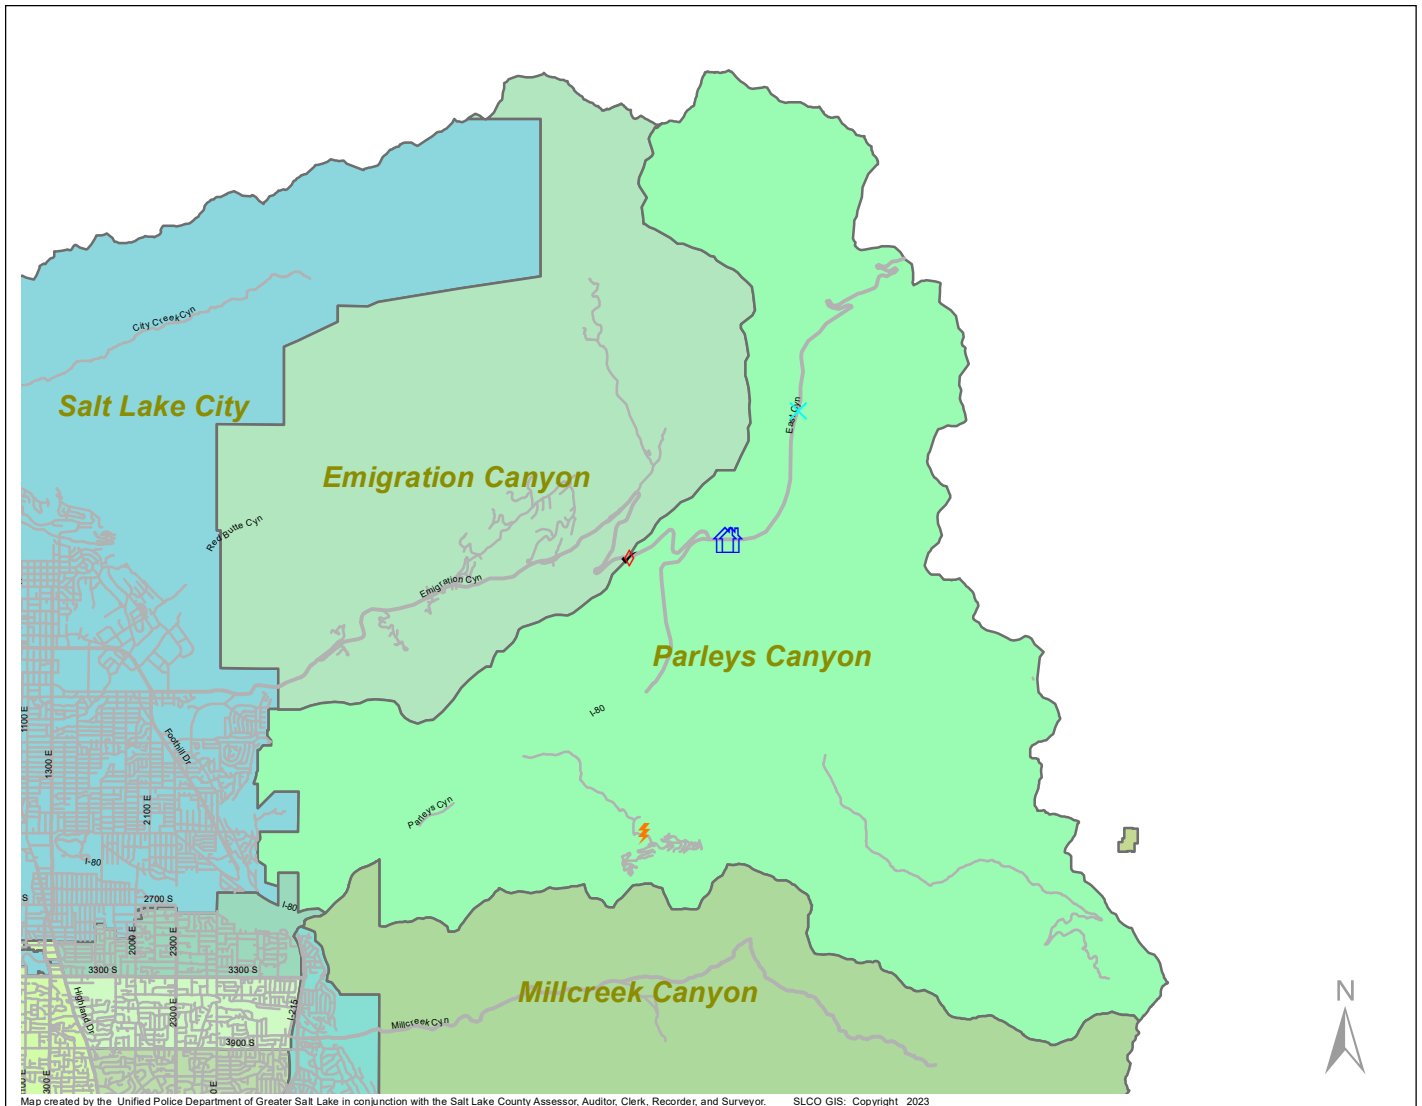 City Creek Cyn
Salt Lake City
East Cyn
Emigration Canyon
Red Butte Cyn
Emigration Cyn
Parleys Canyon
I-80
1100 E
1300 E
Foothill Dr
2100 E
Parleys Cyn
I-80
2700 S
S
I-80
2000 E
2300 E
3300 S
3300 S
Millcreek Canyon
N
Highland Dr
2300 E
I-215
Millcreek Cyn
3900 S
Map created by the Unified Police Department of Greater Salt Lake in conjunction with the Salt Lake County Assessor, Auditor, Clerk, Recorder, and Surveyor. SLCO GIS: Copyright 2023